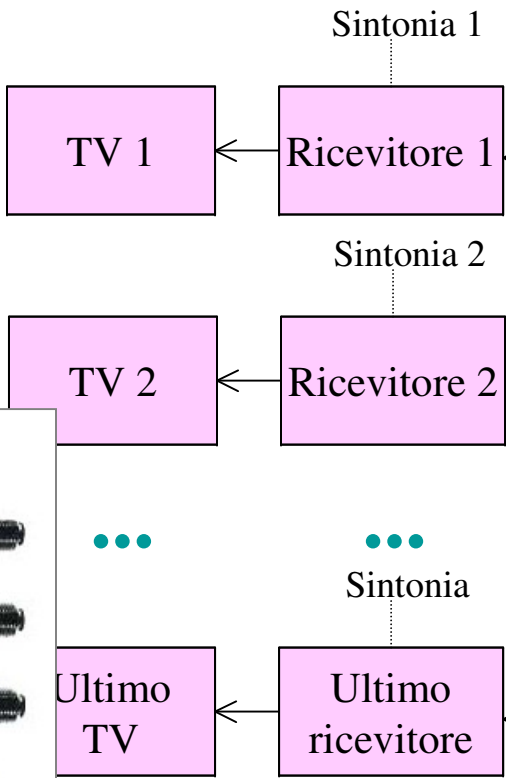 Sintonia 1
TV 1
Ricevitore 1
Sintonia 2
TV 2
Ricevitore 2
... ...
Sintonia
Ultimo
TV
Ultimo
ricevitore